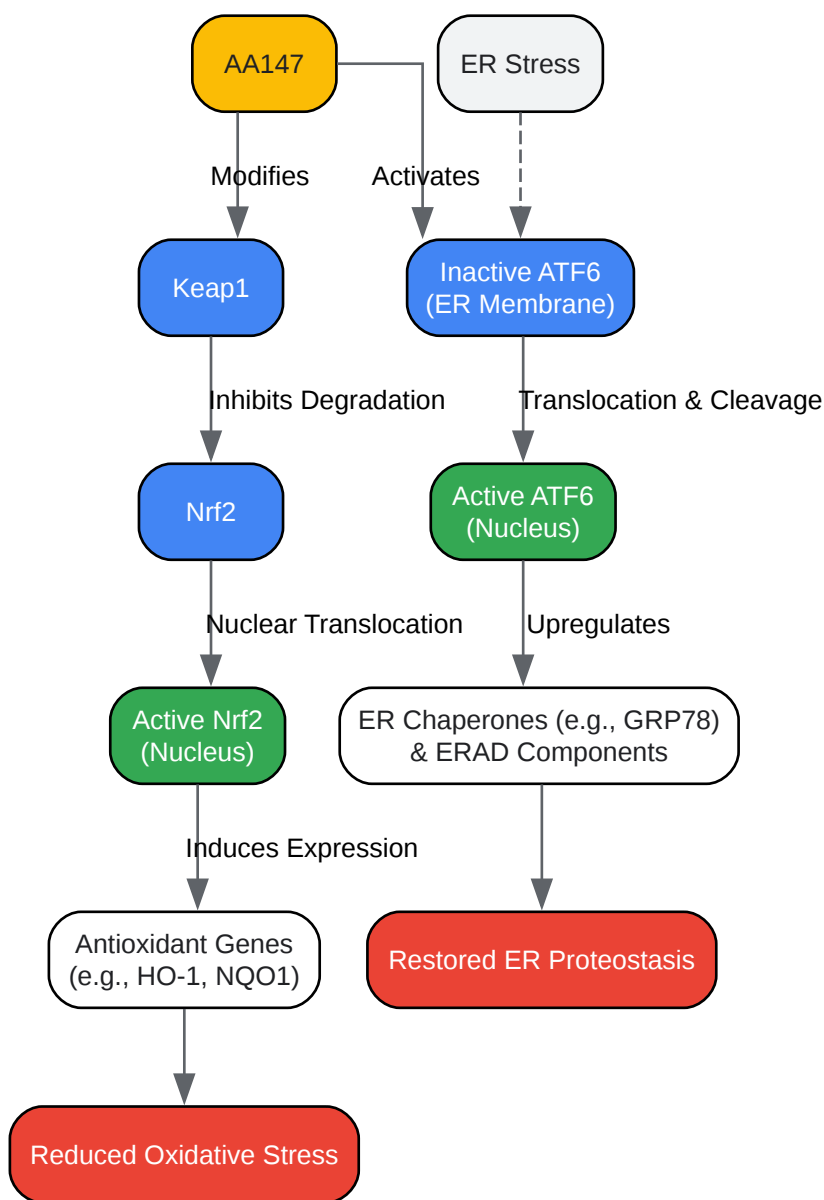 AA147
ER Stress
Modifies
Activates
Keap1
Inactive ATF6
(ER Membrane)
Inhibits Degradation
Translocation & Cleavage
Nrf2
Active ATF6
(Nucleus)
Nuclear Translocation
Upregulates
Active Nrf2
(Nucleus)
ER Chaperones (e.g., GRP78)
& ERAD Components
Induces Expression
Antioxidant Genes
(e.g., HO-1, NQO1)
Restored ER Proteostasis
Reduced Oxidative Stress